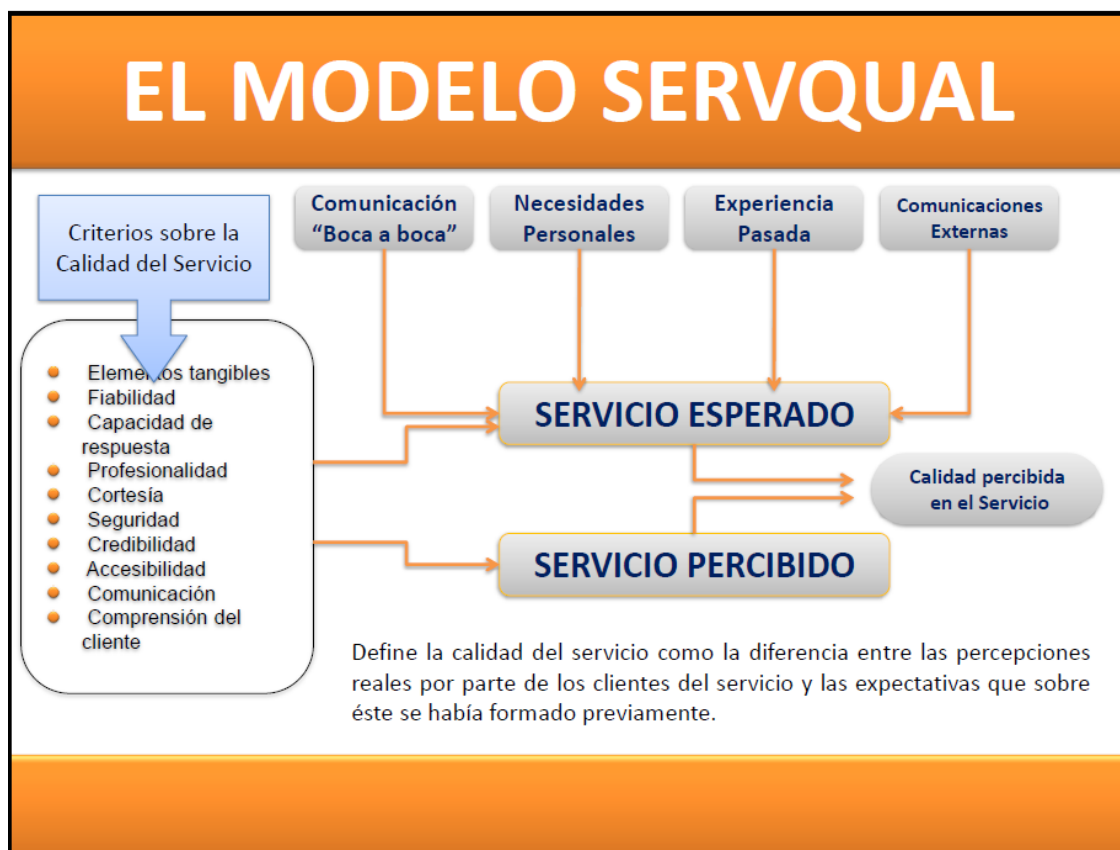 EL MODELO SERVQUAL
Criterios sobre la
Calidad del Servicio
Comunicación
“Boca a boca”
Necesidades
Personales
Experiencia
Pasada
Comunicaciones
Externas
Elementos tangibles
Fiabilidad
Capacidad de
respuesta
Profesionalidad
Cortesía
Seguridad
Credibilidad
Accesibilidad
Comunicación
Comprensión del
cliente
SERVICIO ESPERADO
Calidad percibida
en el Servicio
SERVICIO PERCIBIDO
Define la calidad del servicio como la diferencia entre las percepciones
reales por parte de los clientes del servicio y las expectativas que sobre
éste se había formado previamente.